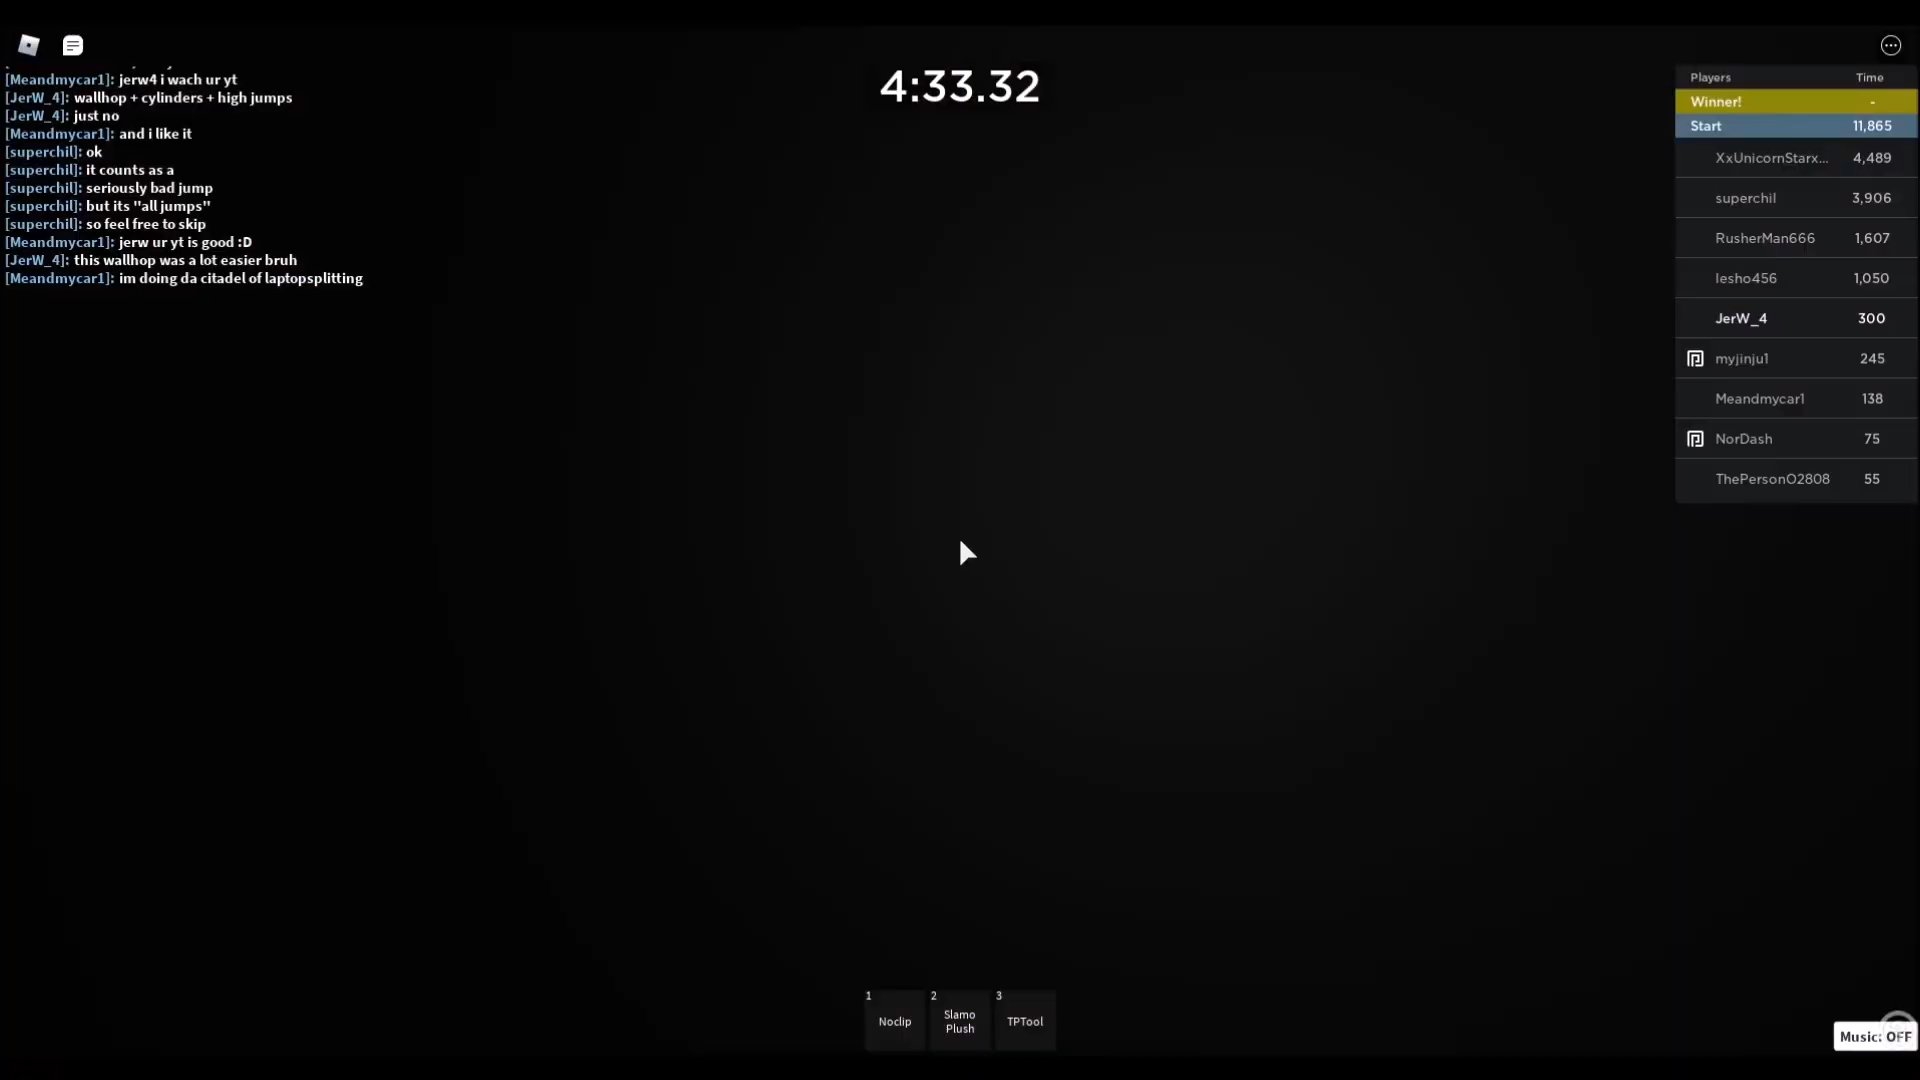 [Meandmycar1]: jerw4 i wach ur yt
[JerW_4]: wallhop + cylinders + high jumps
[JerW_4]: just no
[Meandmycar1]: and i like it
[superchil]: ok
[superchil]: it counts as a
[superchil]: seriously bad jump
[superchil]: but its "all jumps"
[superchil]: so feel free to skip
[Meandmycar1]: jerw ur yt is good :D
[JerW_4]: this wallhop was a lot easier bruh
[Meandmycar1]: im doing da citadel of laptopsplitting
4:33.32
Players Time
Winner! -
Start 11,865
XxUnicornStarx... 4,489
superchil 3,906
RusherMan666 1,607
lesho456 1,050
JerW_4 300
myjinju1 245
Meandmycar1 138
NorDash 75
ThePersonO2808 55
1 2 3
Noclip
Slamo
Plush
TPTool
Music: OFF